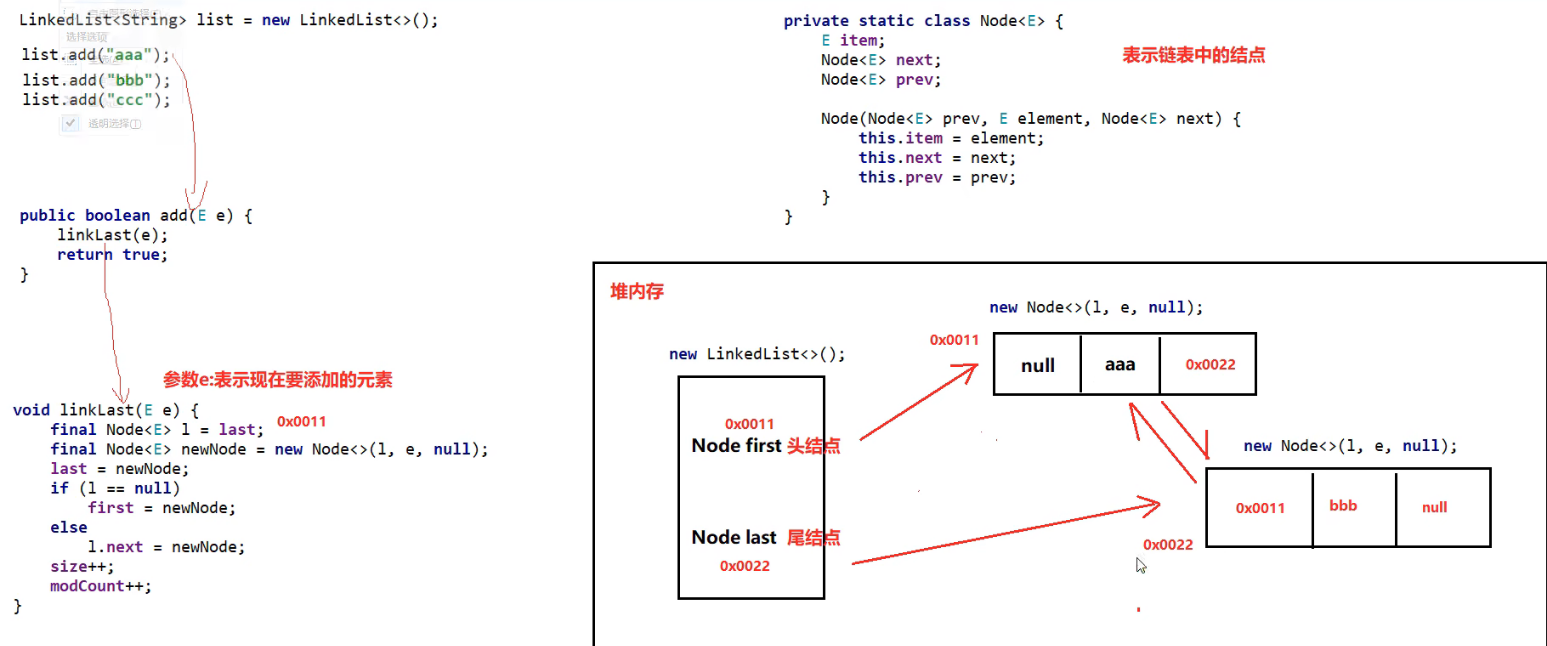 LinkedList<String> list = new LinkedList<>();
选择选项
list.add("aaa");
list.add("bbb");
list.add("ccc");
透明选择(T)
public boolean add(E e) {
linkLast(e);
return true;
}
参数e:表示现在要添加的元素
void linkLast(E e) {
final Node<E> l = last; 0x0011
final Node<E> newNode = new Node<>(l, e, null);
last = newNode;
if (l == null)
first = newNode;
else
l.next = newNode;
size++;
modCount++;
}
private static class Node<E> {
E item;
Node<E> next;
Node<E> prev;
表示链表中的结点
Node(Node<E> prev, E element, Node<E> next) {
this.item = element;
this.next = next;
this.prev = prev;
}
}
堆内存
new LinkedList<>();
0x0011
Node first 头结点
Node last 尾结点
0x0022
new Node<>(l, e, null);
0x0011
null aaa 0x0022
new Node<>(l, e, null);
0x0011 bbb null
0x0022